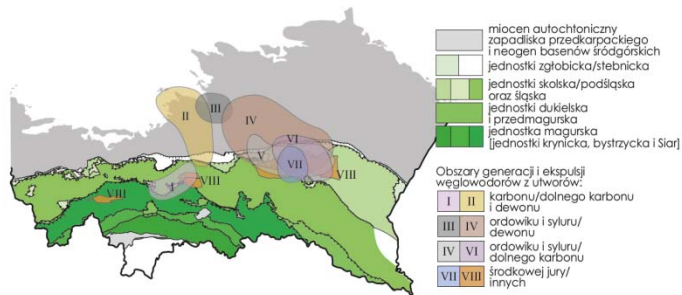 miocen autochtoniczny
zapadliska przedkarpackiego
i neogen basenów śródgórskich
jednostki zgłobicka/stebnicka
jednostki skolska/podśląska
oraz śląska
jednostki dukielska
i przedmagurska
jednostka magurska
[jednostki krynicka, bystrzycka i Siar]
Obszary generacji i ekspulsji
węglowodorów z utworów:
I II karbonu/dolnego karbonu
i dewonu
III IV ordowiku i syluru/
dewonu
IV VI ordowiku i syluru/
dolnego karbonu
VII VIII środkowej jury/
innych
II III IV
VI
V
VII VIII
I VIII
VIII